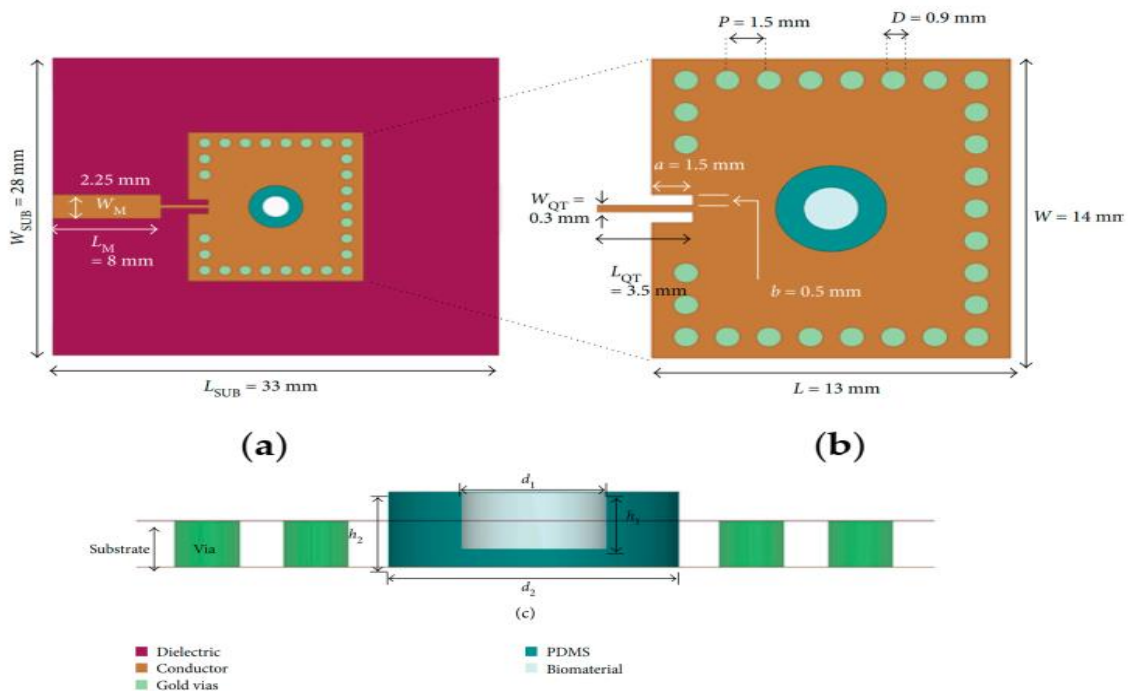 P = 1.5 mm
D = 0.9 mm
W_SUB = 28 mm
2.25 mm
W_M
L_M
= 8 mm
L_SUB = 33 mm
a = 1.5 mm
W_QT =
0.3 mm
L_QT
= 3.5 mm
b = 0.5 mm
W = 14 mm
L = 13 mm
(a)
(b)
d_1
h_1
h_2
Substrate
Via
d_2
(c)
Dielectric
Conductor
Gold vias
PDMS
Biomaterial